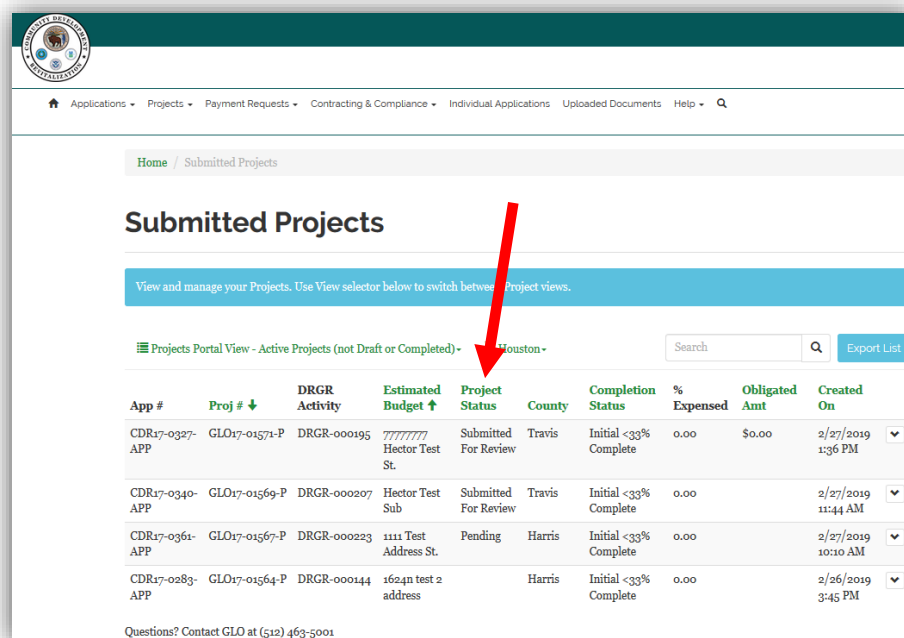 COMMUNITY DEVELOPMENT
REVITALIZATION
Applications Projects Payment Requests Contracting & Compliance Individual Applications Uploaded Documents Help
Home / Submitted Projects
Submitted Projects
View and manage your Projects. Use View selector below to switch between Project views.
Projects Portal View - Active Projects (not Draft or Completed) Houston Search Export List
App # Proj # DRGR Activity Estimated Budget Project Status County Completion Status % Expensed Obligated Amt Created On
CDR17-0327-APP GLO17-01571-P DRGR-000195 77777777 Hector Test St. Submitted For Review Travis Initial <33% Complete 0.00 $0.00 2/27/2019 1:36 PM
CDR17-0340-APP GLO17-01569-P DRGR-000207 Hector Test Sub Submitted For Review Travis Initial <33% Complete 0.00 2/27/2019 11:44 AM
CDR17-0361-APP GLO17-01567-P DRGR-000223 1111 Test Address St. Pending Harris Initial <33% Complete 0.00 2/27/2019 10:10 AM
CDR17-0283-APP GLO17-01564-P DRGR-000144 1624n test 2 address Harris Initial <33% Complete 0.00 2/26/2019 3:45 PM
Questions? Contact GLO at (512) 463-5001